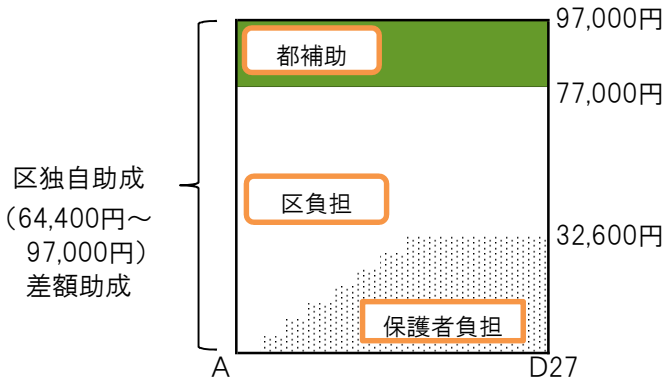 97,000円
都補助
77,000円
区独自助成
（64,400円～
97,000円）
差額助成
区負担
32,600円
保護者負担
A
D27